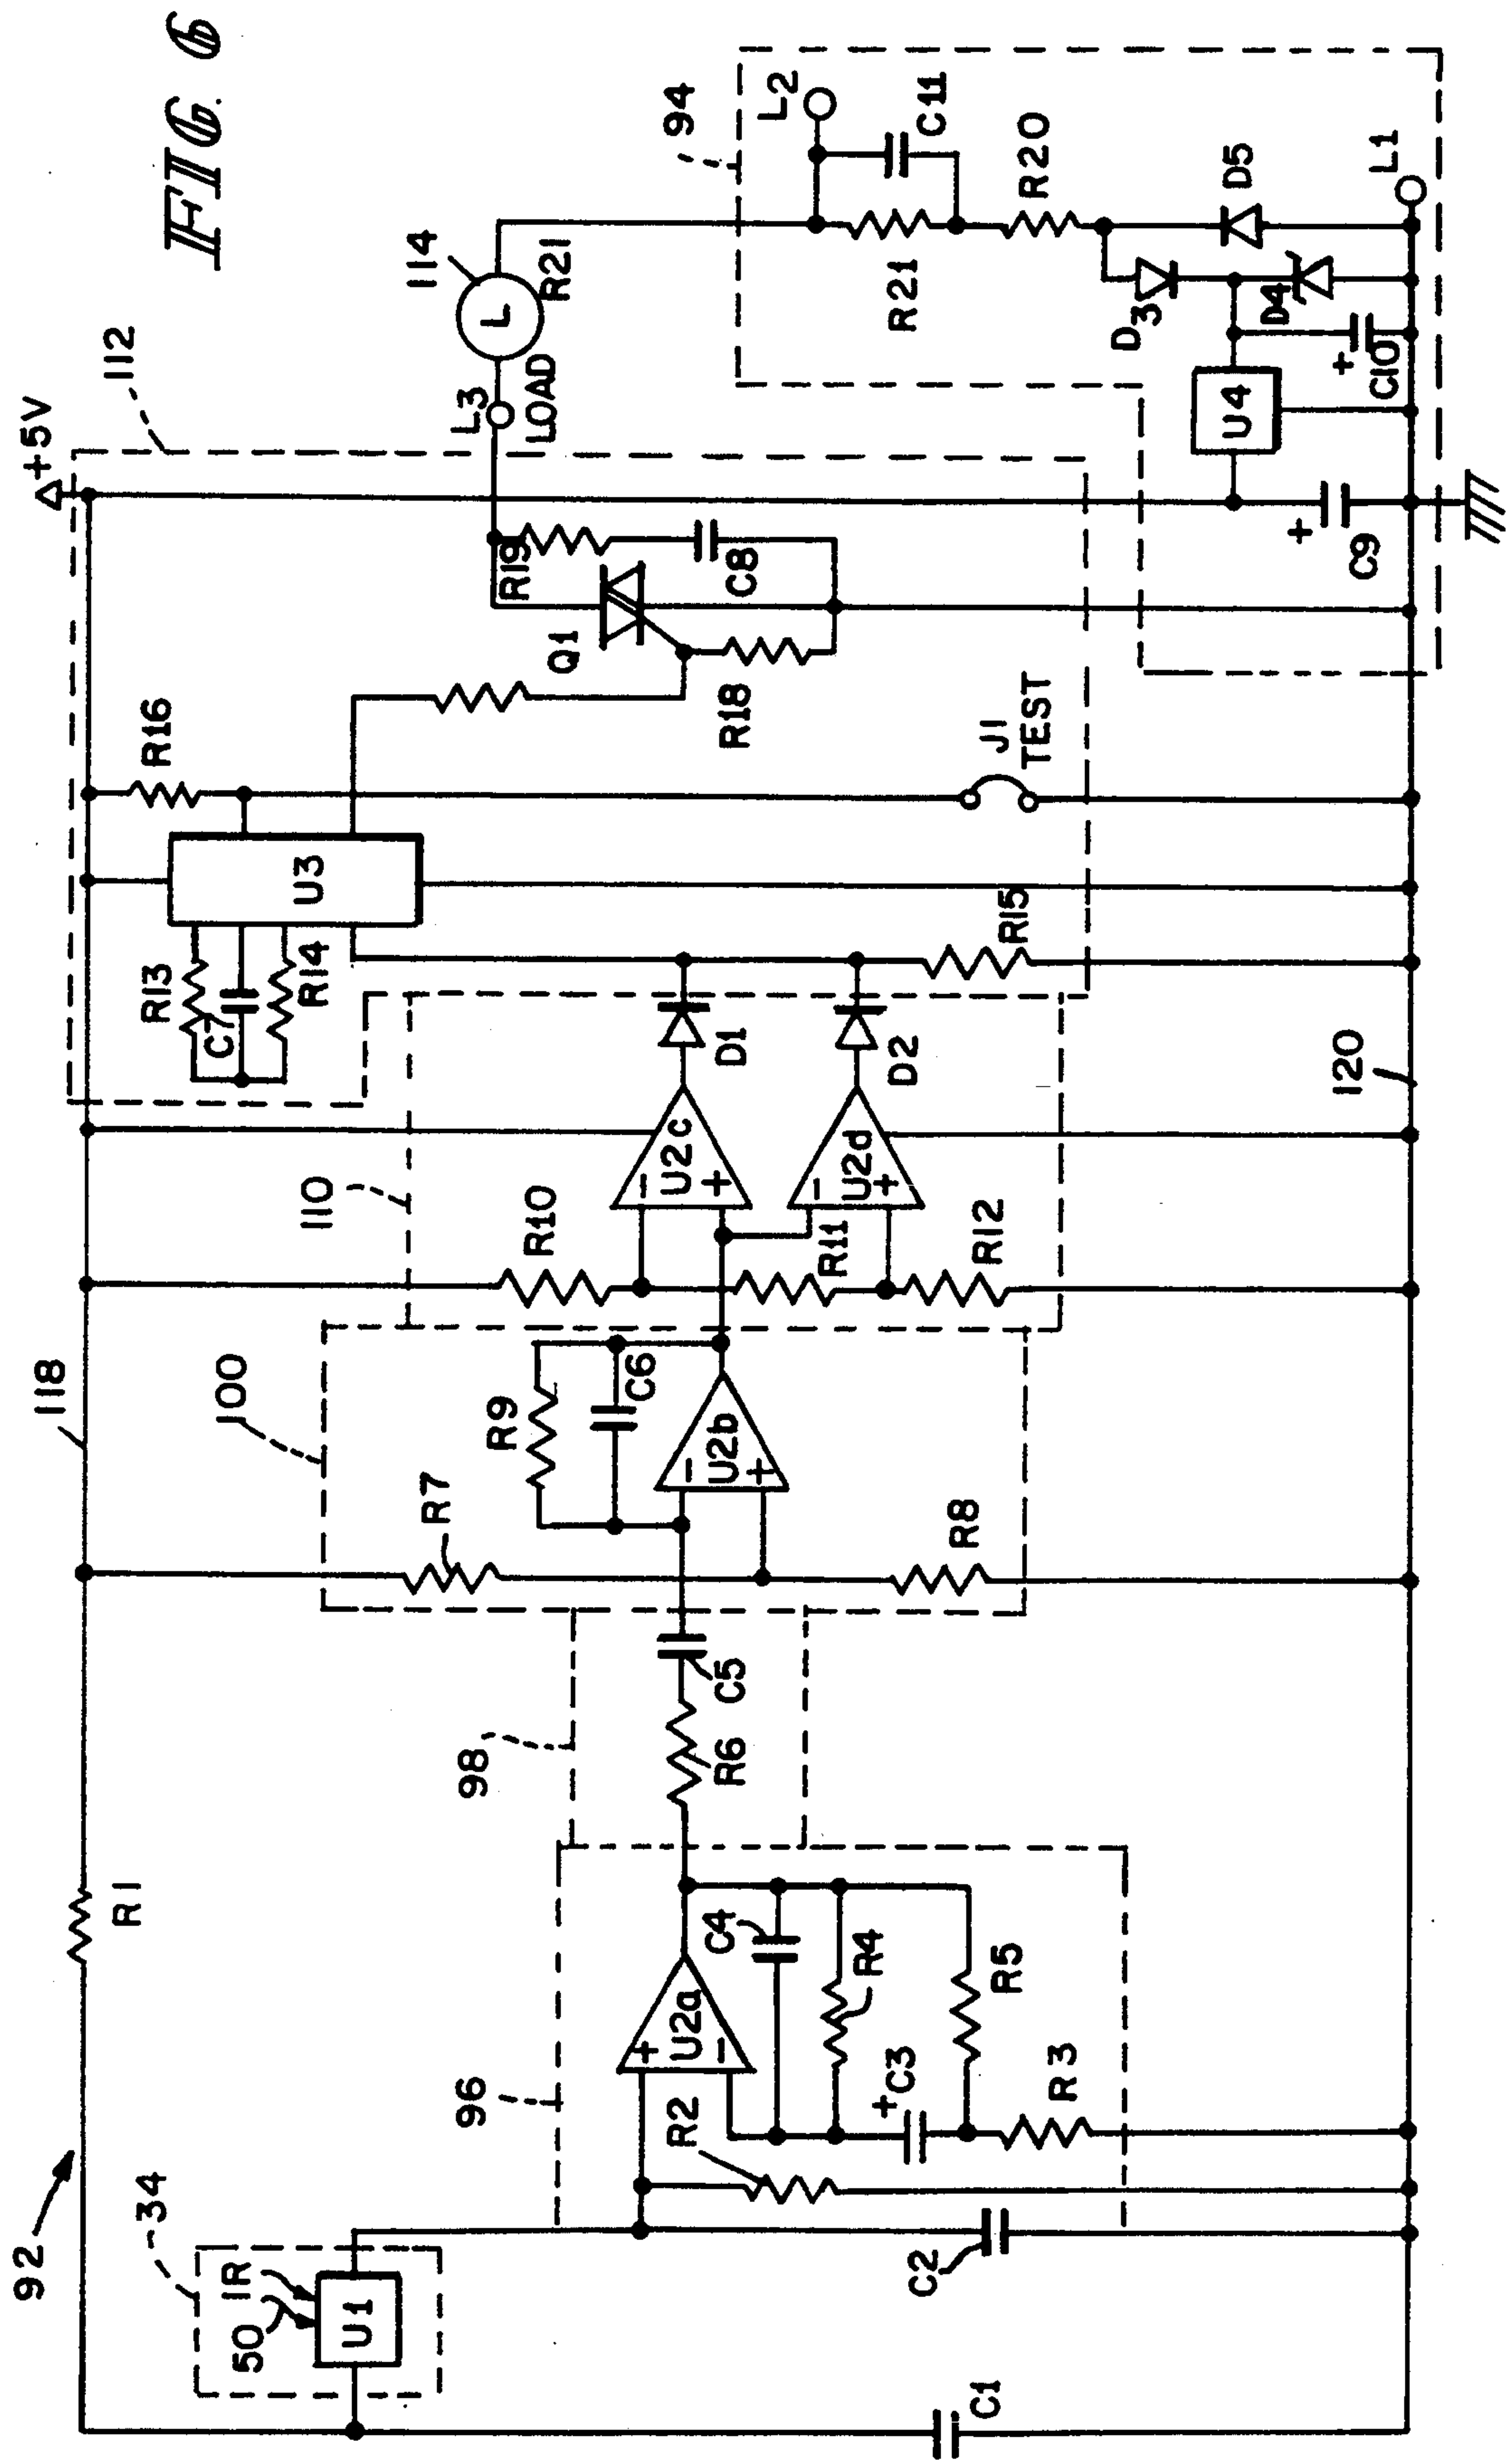 FIG. 6
92
34
50
IR
U1
C1
R1
118
+5V
112
96
R2
U2a
+
−
C4
R4
+
C3
R5
R3
C2
98
R6
C5
100
R7
R9
C6
U2b
−
+
R8
110
R10
U2c
−
+
D1
U2d
−
+
D2
R11
R12
120
R13
C7
R14
U3
R16
R15
J1
TEST
Q1
R18
R19
C8
L3
LOAD
L
R21
114
94
L2
C11
R21
R20
D3
D4
D5
U4
+
C10
+
C9
L1